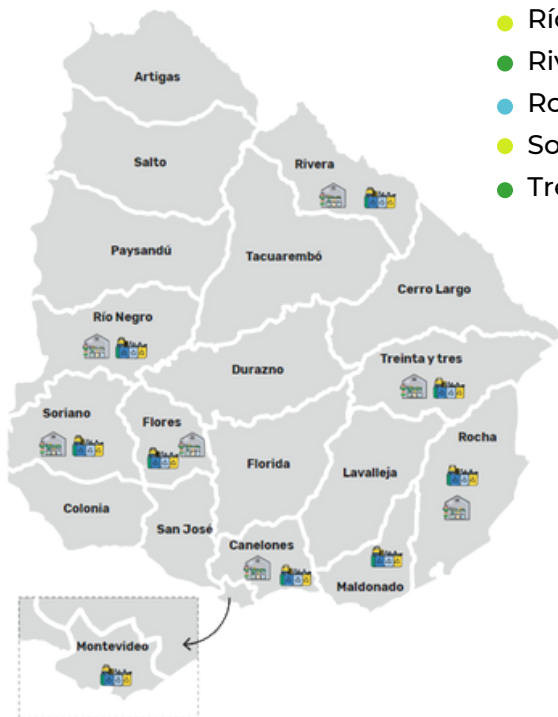 Artigas
Salto
Rivera
Paysandú
Tacuarembó
Cerro Largo
Río Negro
Durazno
Treinta y tres
Soriano
Flores
Rocha
Florida
Lavalleja
Colonia
San José
Canelones
Maldonado
Montevideo